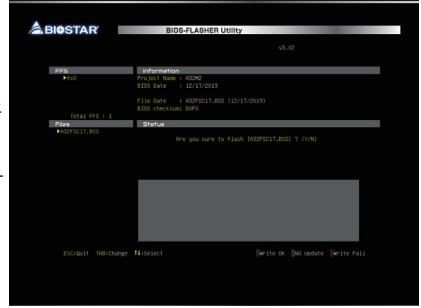 BIOSTAR
BIOS-FLASHER Utility
v3.02
FFS
fs0
Total FFS : 1
Information
Project Name : A32M2
BIOS Date : 12/17/2019
File Date : A32FSC17.BSS (12/17/2019)
BIOS checksum: D0F6
Files
A32FSC17.BSS
Status
Are you sure to flash (A32FSC17.BSS) ? (Y/N)
ESC:Quit TAB:Change ↑↓:Select
Write OK NO Update Write Fail